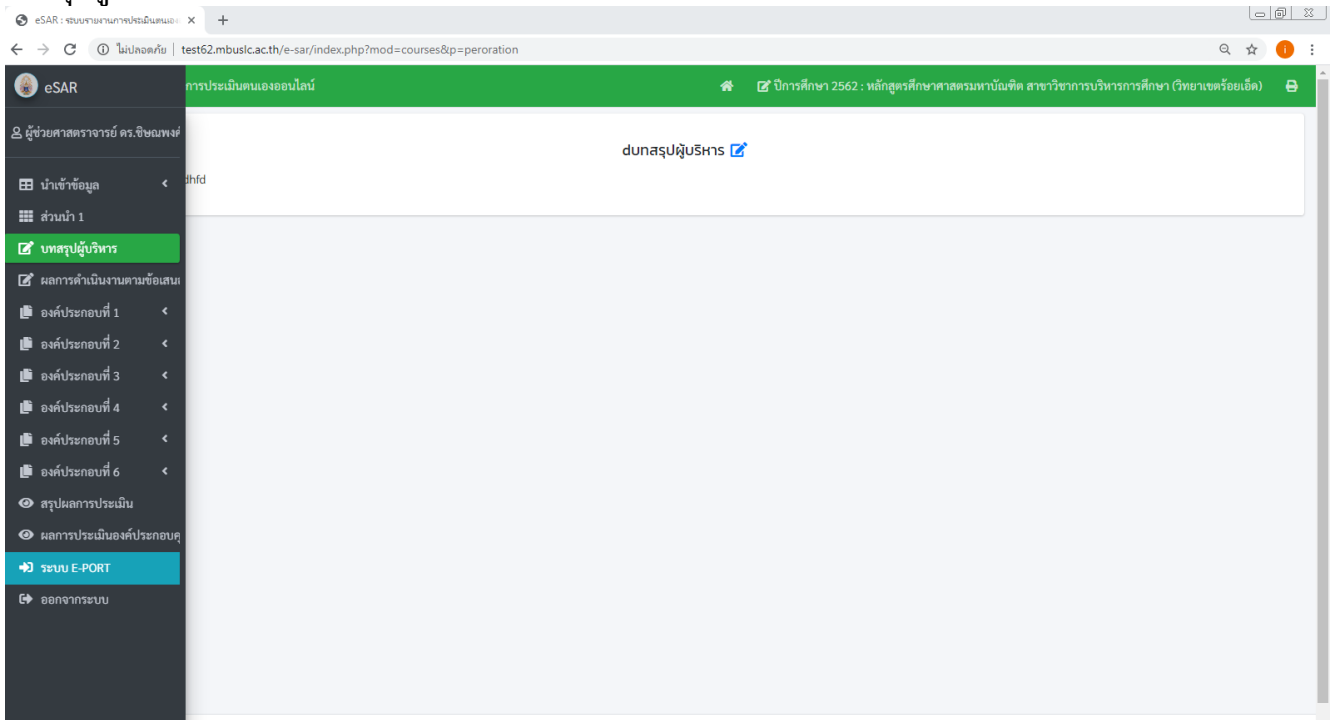 eSAR : ระบบรายงานการประเมินตนเอง
ไม่ปลอดภัย | test62.mbuslc.ac.th/e-sar/index.php?mod=courses&p=peroration
eSAR
การประเมินตนเองออนไลน์
ปีการศึกษา 2562 : หลักสูตรศึกษาศาสตรมหาบัณฑิต สาขาวิชาการบริหารการศึกษา (วิทยาเขตร้อยเอ็ด)
ผู้ช่วยศาสตราจารย์ ดร.ชิษณพงศ์
dบทสรุปผู้บริหาร
dhfd
นำเข้าข้อมูล
ส่วนนำ 1
บทสรุปผู้บริหาร
ผลการดำเนินงานตามข้อเสนแ
องค์ประกอบที่ 1
องค์ประกอบที่ 2
องค์ประกอบที่ 3
องค์ประกอบที่ 4
องค์ประกอบที่ 5
องค์ประกอบที่ 6
สรุปผลการประเมิน
ผลการประเมินองค์ประกอบคุ
ระบบ E-PORT
ออกจากระบบ